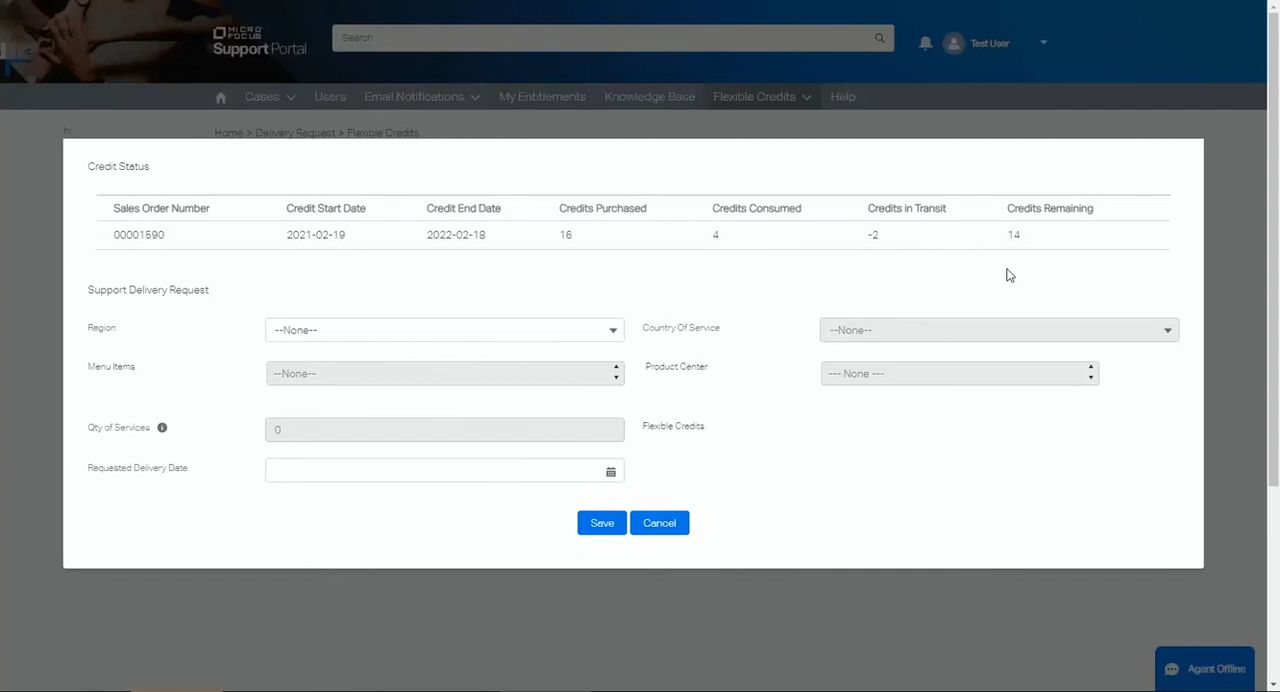 MICRO
FOCUS
Support Portal
Search
Test User
Cases
Users
Email Notifications
My Entitlements
Knowledge Base
Flexible Credits
Help
hi
Home > Delivery Request > Flexible Credits
Credit Status
Sales Order Number Credit Start Date Credit End Date Credits Purchased Credits Consumed Credits in Transit Credits Remaining
00001590 2021-02-19 2022-02-18 16 4 -2 14
Support Delivery Request
Region --None-- Country Of Service --None--
Menu Items --None-- Product Center --- None ---
Qty of Services 0 Flexible Credits
Requested Delivery Date
Save Cancel
Agent Offline